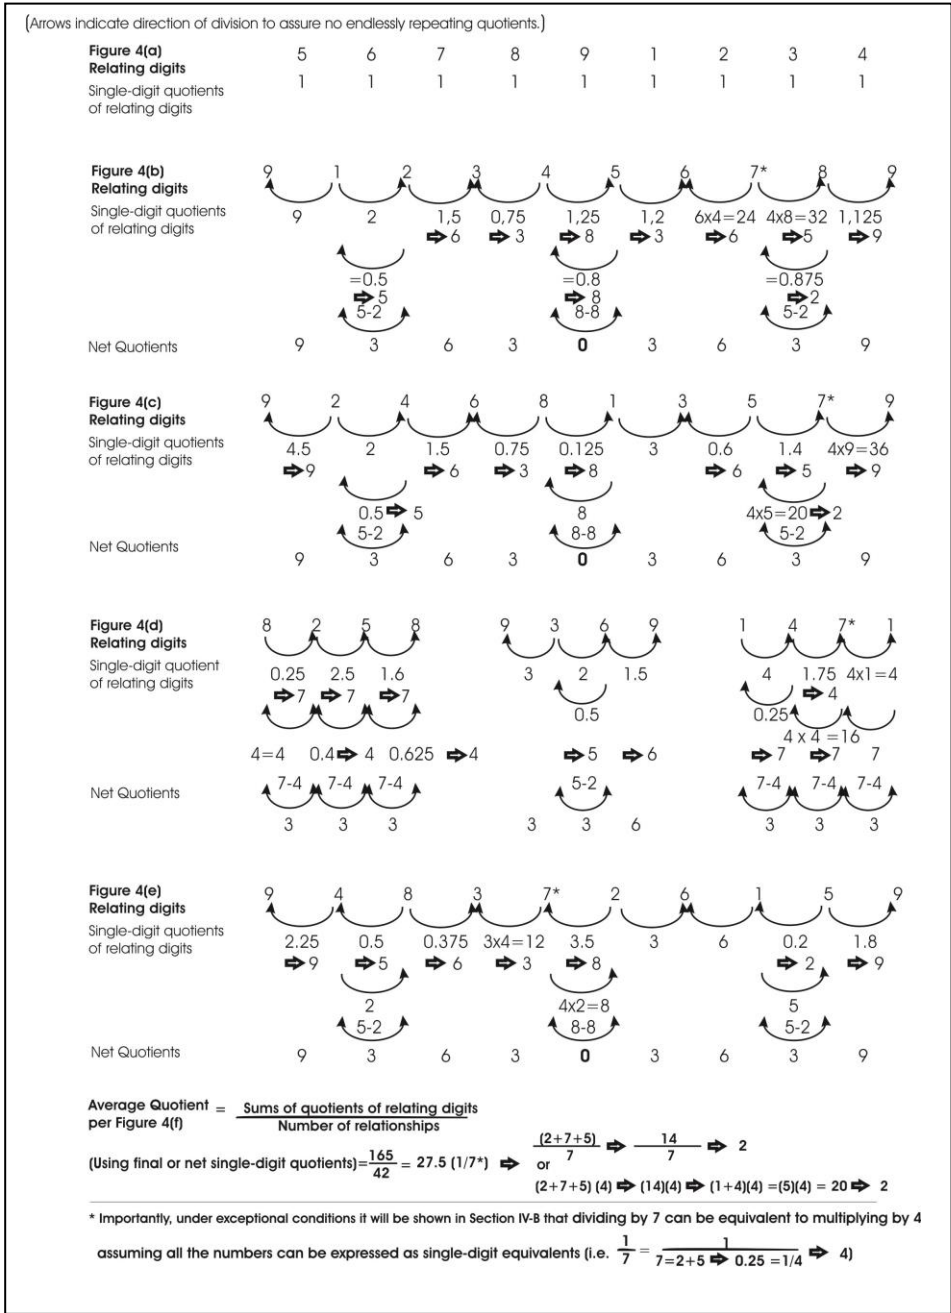 (Arrows indicate direction of division to assure no endlessly repeating quotients.)
Figure 4(a)
Relating digits 5 6 7 8 9 1 2 3 4
Single-digit quotients of relating digits 1 1 1 1 1 1 1 1 1
Figure 4(b)
Relating digits 9 1 2 3 4 5 6 7* 8 9
Single-digit quotients 9 2 1,5 0,75 1,25 1,2 6x4=24 4x8=32 1,125
of relating digits ⇨ 6 ⇨ 3 ⇨ 8 ⇨ 3 ⇨ 6 ⇨ 5 ⇨ 9
=0.5 =0.8 =0.875
⇨ 5 ⇨ 8 ⇨ 2
5-2 8-8 5-2
Net Quotients 9 3 6 3 0 3 6 3 9
Figure 4(c)
Relating digits 9 2 4 6 8 1 3 5 7* 9
Single-digit quotients 4.5 2 1.5 0.75 0.125 3 0.6 1.4 4x9=36
of relating digits ⇨ 9 ⇨ 6 ⇨ 3 ⇨ 8 ⇨ 6 ⇨ 5 ⇨ 9
0.5 ⇨ 5 8 4x5=20 ⇨ 2
5-2 8-8 5-2
Net Quotients 9 3 6 3 0 3 6 3 9
Figure 4(d)
Relating digits 8 2 5 8 9 3 6 9 1 4 7* 1
Single-digit quotient 0.25 2.5 1.6 3 2 1.5 4 1.75 4x1=4
of relating digits ⇨ 7 ⇨ 7 ⇨ 7 ⇨ 4
0.5 0.25
4 x 4 =16
4=4 0.4 ⇨ 4 0.625 ⇨ 4 ⇨ 5 ⇨ 6 ⇨ 7 ⇨ 7 7
7-4 7-4 7-4 5-2 7-4 7-4 7-4
Net Quotients 3 3 3 3 3 6 3 3 3
Figure 4(e)
Relating digits 9 4 8 3 7* 2 6 1 5 9
Single-digit quotients 2.25 0.5 0.375 3x4=12 3.5 3 6 0.2 1.8
of relating digits ⇨ 9 ⇨ 5 ⇨ 6 ⇨ 3 ⇨ 8 ⇨ 2 ⇨ 9
2 4x2=8 5
5-2 8-8 5-2
Net Quotients 9 3 6 3 0 3 6 3 9
Average Quotient = Sums of quotients of relating digits
per Figure 4(f) Number of relationships
(Using final or net single-digit quotients)=165/42 = 27.5 (1/7*) ⇨ (2+7+5)/7 ⇨ 14/7 ⇨ 2
or
(2+7+5) (4) ⇨ (14)(4) ⇨ (1+4)(4) =(5)(4) = 20 ⇨ 2
* Importantly, under exceptional conditions it will be shown in Section IV-B that dividing by 7 can be equivalent to multiplying by 4
assuming all the numbers can be expressed as single-digit equivalents (i.e. 1/7 = 1/7=2+5 ⇨ 0.25 =1/4 ⇨ 4)